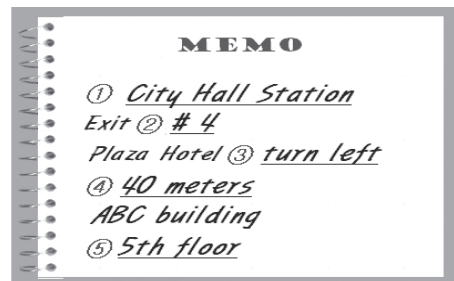 MEMO
① City Hall Station
Exit ② # 4
Plaza Hotel ③ turn left
④ 40 meters
ABC building
⑤ 5th floor